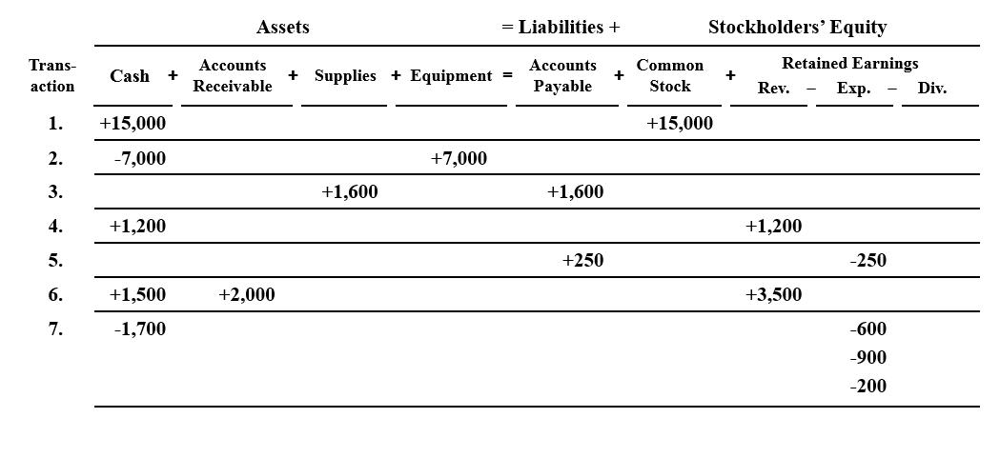 Assets = Liabilities + Stockholders’ Equity
Trans- Accounts Accounts Common Retained Earnings
action Cash + Receivable + Supplies + Equipment = Payable + Stock + Rev. – Exp. – Div.
1. +15,000 +15,000
2. -7,000 +7,000
3. +1,600 +1,600
4. +1,200 +1,200
5. +250 -250
6. +1,500 +2,000 +3,500
7. -1,700 -600
-900
-200